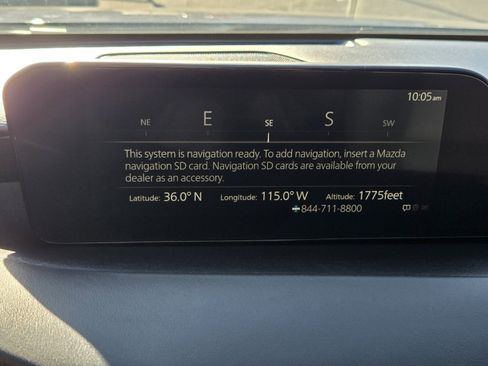 10:05am
NE E SE S SW
This system is navigation ready. To add navigation, insert a Mazda
navigation SD card. Navigation SD cards are available from your
dealer as an accessory.
Latitude: 36.0° N Longitude: 115.0° W Altitude: 1775feet
844-711-8800